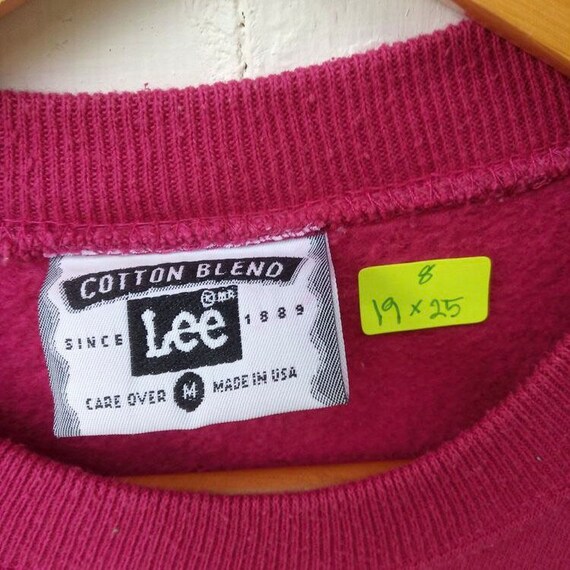 COTTON BLEND
® MR
Lee
SINCE 1889
CARE OVER M MADE IN USA
8
19 x 25